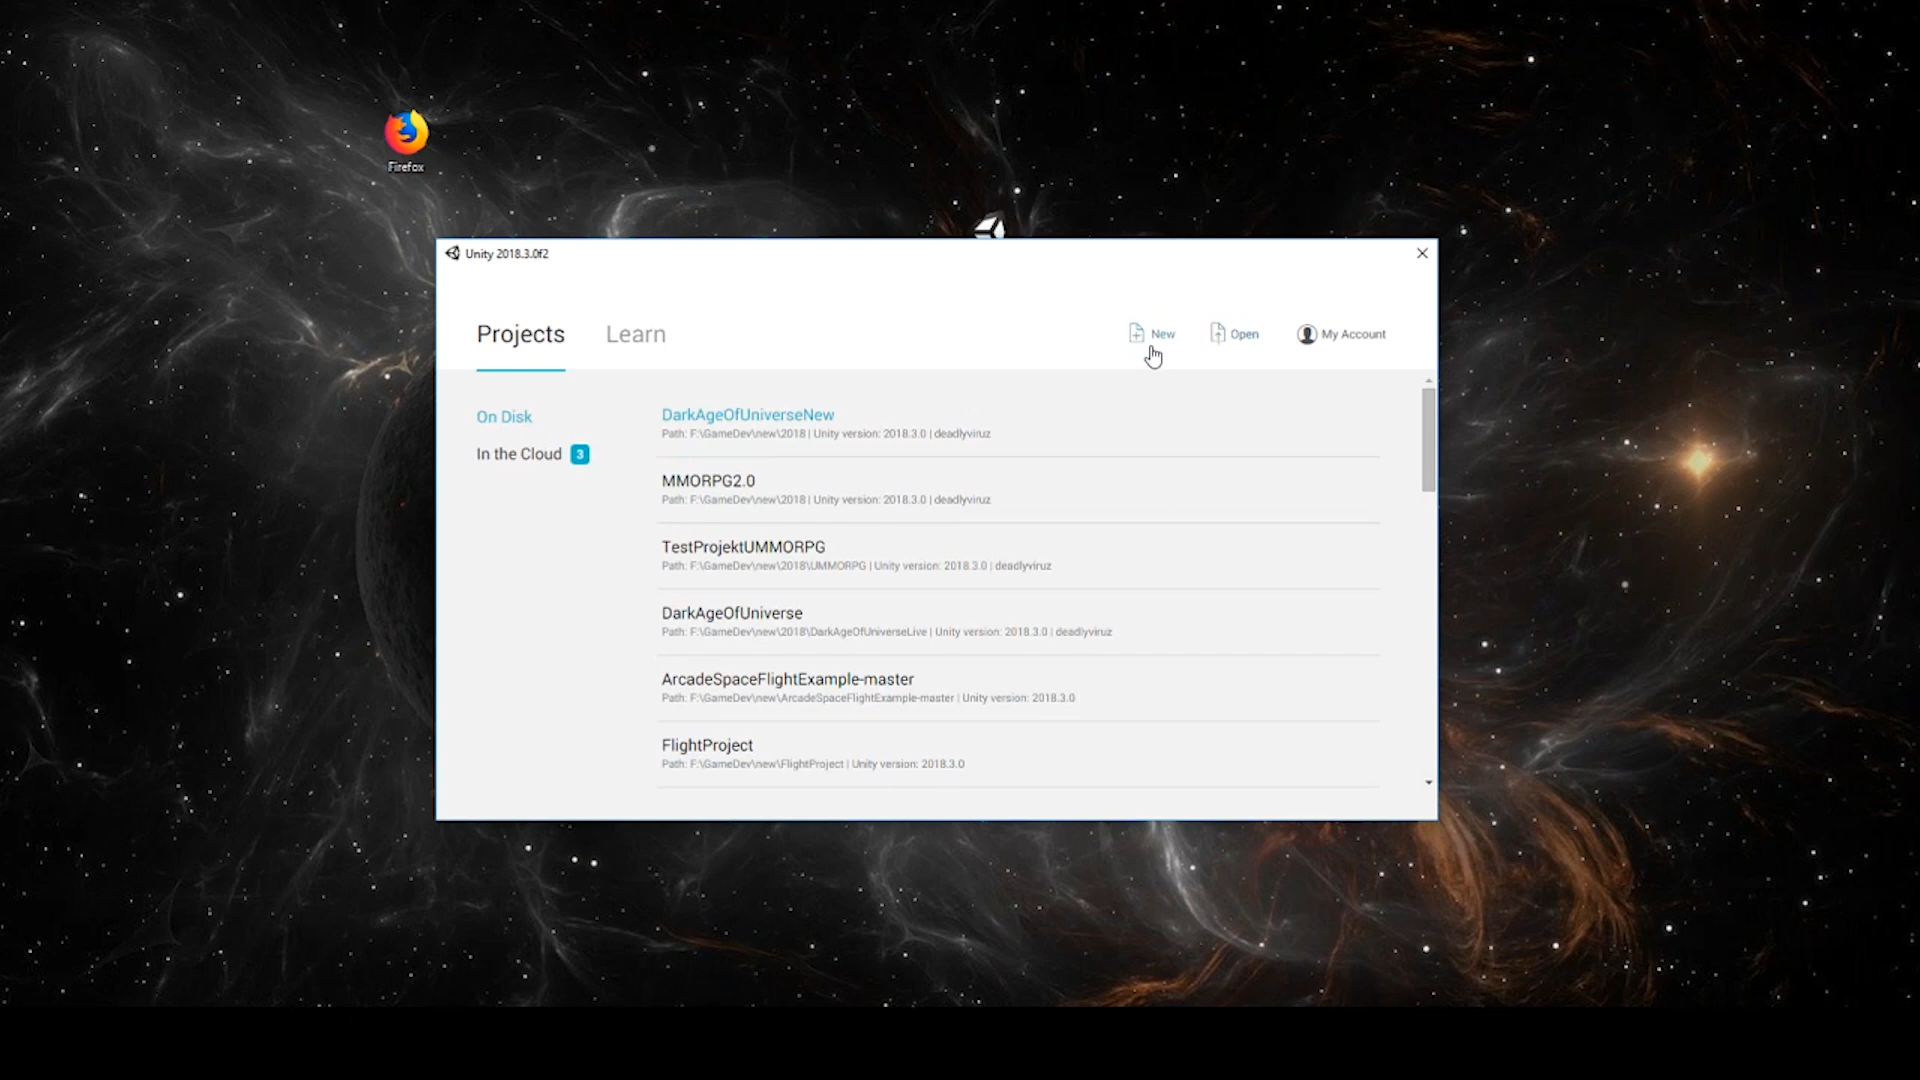 Firefox
Unity 2018.3.0f2
Projects
Learn
New
Open
My Account
On Disk
In the Cloud 3
DarkAgeOfUniverseNew
Path: F:\GameDev\new\2018 | Unity version: 2018.3.0 | deadlyviruz
MMORPG2.0
Path: F:\GameDev\new\2018 | Unity version: 2018.3.0 | deadlyviruz
TestProjektUMMORPG
Path: F:\GameDev\new\2018\UMMORPG | Unity version: 2018.3.0 | deadlyviruz
DarkAgeOfUniverse
Path: F:\GameDev\new\2018\DarkAgeOfUniverseLive | Unity version: 2018.3.0 | deadlyviruz
ArcadeSpaceFlightExample-master
Path: F:\GameDev\new\ArcadeSpaceFlightExample-master | Unity version: 2018.3.0
FlightProject
Path: F:\GameDev\new\FlightProject | Unity version: 2018.3.0